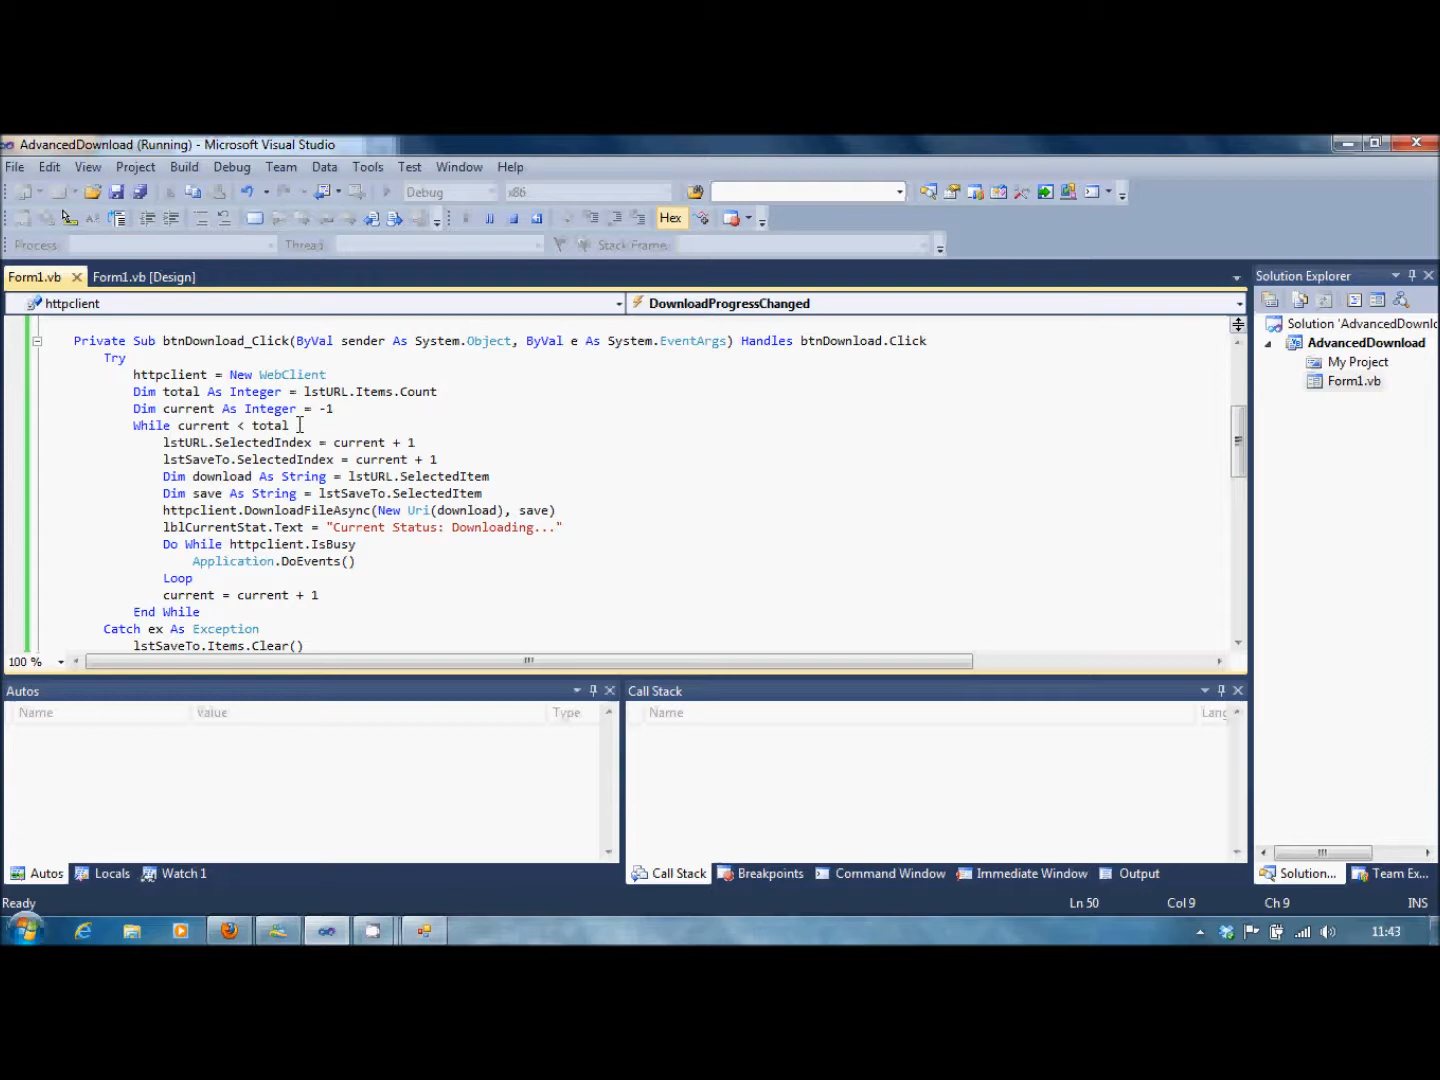 AdvancedDownload (Running) - Microsoft Visual Studio
File Edit View Project Build Debug Team Data Tools Test Window Help
Debug x86
Hex
Process: Thread: Stack Frame:
Form1.vb Form1.vb [Design]
httpclient DownloadProgressChanged
Private Sub btnDownload_Click(ByVal sender As System.Object, ByVal e As System.EventArgs) Handles btnDownload.Click
Try
httpclient = New WebClient
Dim total As Integer = lstURL.Items.Count
Dim current As Integer = -1
While current < total
lstURL.SelectedIndex = current + 1
lstSaveTo.SelectedIndex = current + 1
Dim download As String = lstURL.SelectedItem
Dim save As String = lstSaveTo.SelectedItem
httpclient.DownloadFileAsync(New Uri(download), save)
lblCurrentStat.Text = "Current Status: Downloading..."
Do While httpclient.IsBusy
Application.DoEvents()
Loop
current = current + 1
End While
Catch ex As Exception
lstSaveTo.Items.Clear()
100 %
Solution Explorer
Solution 'AdvancedDownlo
AdvancedDownload
My Project
Form1.vb
Autos
Name Value Type
Call Stack
Name Lang
Autos Locals Watch 1
Call Stack Breakpoints Command Window Immediate Window Output
Solution... Team Ex...
Ready Ln 50 Col 9 Ch 9 INS
11:43